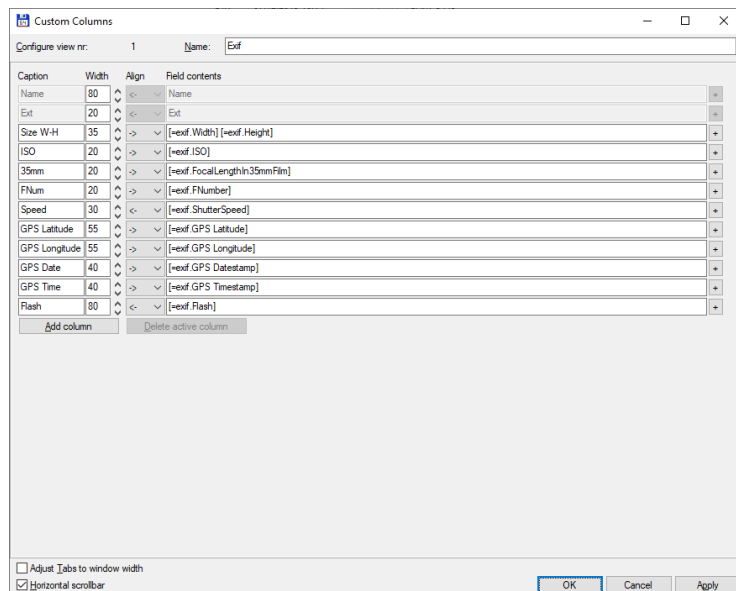 Custom Columns
Configure view nr: 1 Name: Exif
Caption Width Align Field contents
Name 80 <- Name +
Ext 20 <- Ext +
Size W-H 35 -> [=exif.Width] [=exif.Height] +
ISO 20 -> [=exif.ISO] +
35mm 20 -> [=exif.FocalLengthIn35mmFilm] +
FNum 20 -> [=exif.FNumber] +
Speed 30 <- [=exif.ShutterSpeed] +
GPS Latitude 55 -> [=exif.GPS Latitude] +
GPS Longitude 55 -> [=exif.GPS Longitude] +
GPS Date 40 -> [=exif.GPS Datestamp] +
GPS Time 40 -> [=exif.GPS Timestamp] +
Flash 80 <- [=exif.Flash] +
Add column Delete active column
Adjust Tabs to window width
Horizontal scrollbar OK Cancel Apply